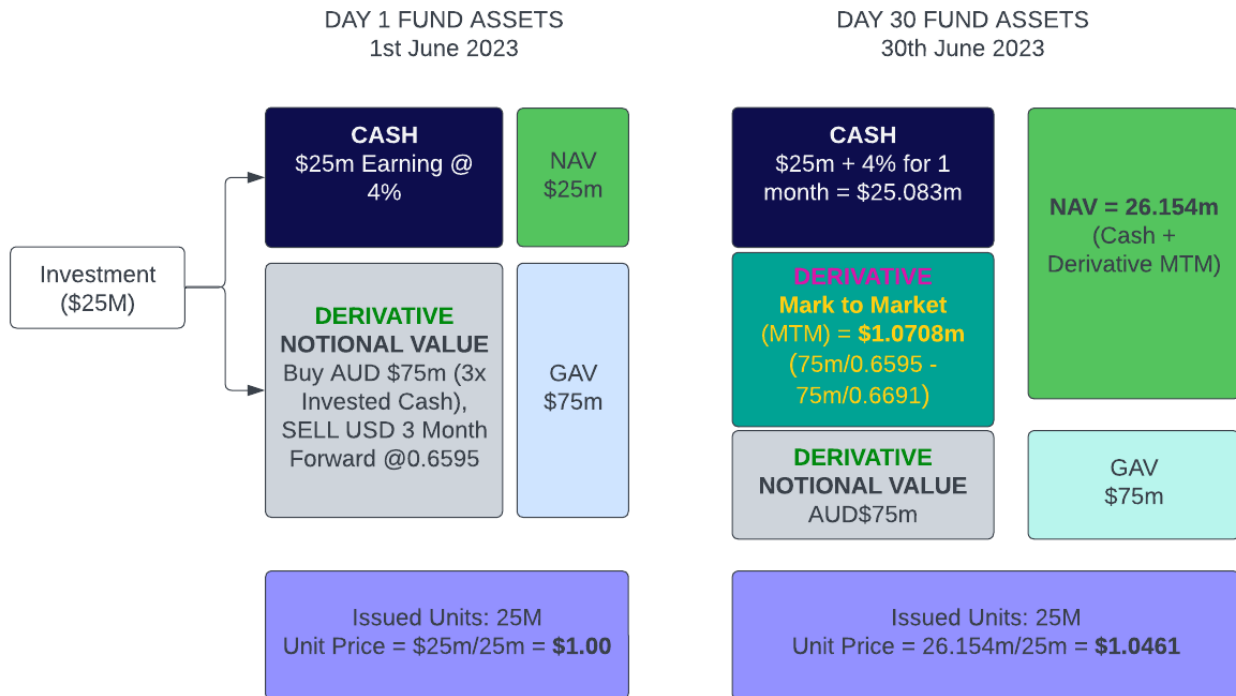 DAY 1 FUND ASSETS
1st June 2023
DAY 30 FUND ASSETS
30th June 2023
Investment
($25M)
CASH
$25m Earning @
4%
NAV
$25m
DERIVATIVE
NOTIONAL VALUE
Buy AUD $75m (3x
Invested Cash),
SELL USD 3 Month
Forward @0.6595
GAV
$75m
Issued Units: 25M
Unit Price = $25m/25m = $1.00
CASH
$25m + 4% for 1
month = $25.083m
DERIVATIVE
Mark to Market
(MTM) = $1.0708m
(75m/0.6595 -
75m/0.6691)
NAV = 26.154m
(Cash +
Derivative MTM)
DERIVATIVE
NOTIONAL VALUE
AUD$75m
GAV
$75m
Issued Units: 25M
Unit Price = 26.154m/25m = $1.0461